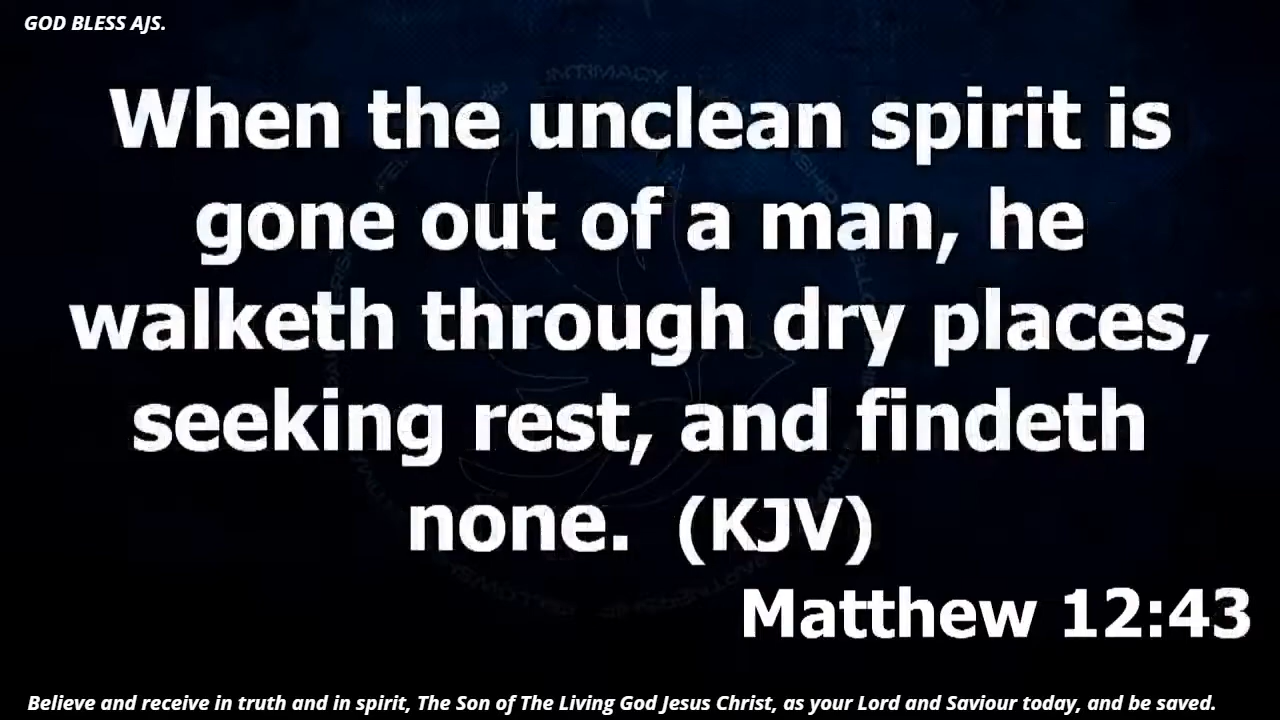 GOD BLESS AJS.
When the unclean spirit is
gone out of a man, he
walketh through dry places,
seeking rest, and findeth
none.  (KJV)
Matthew 12:43
Believe and receive in truth and in spirit, The Son of The Living God Jesus Christ, as your Lord and Saviour today, and be saved.